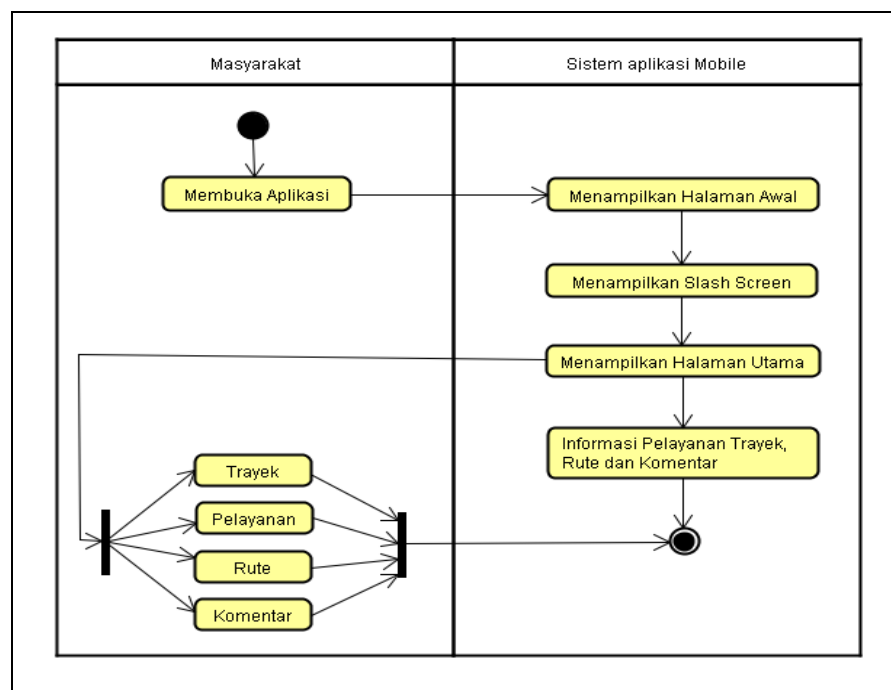 Masyarakat
Sistem aplikasi Mobile
Membuka Aplikasi
Menampilkan Halaman Awal
Menampilkan Slash Screen
Menampilkan Halaman Utama
Informasi Pelayanan Trayek,
Rute dan Komentar
Trayek
Pelayanan
Rute
Komentar